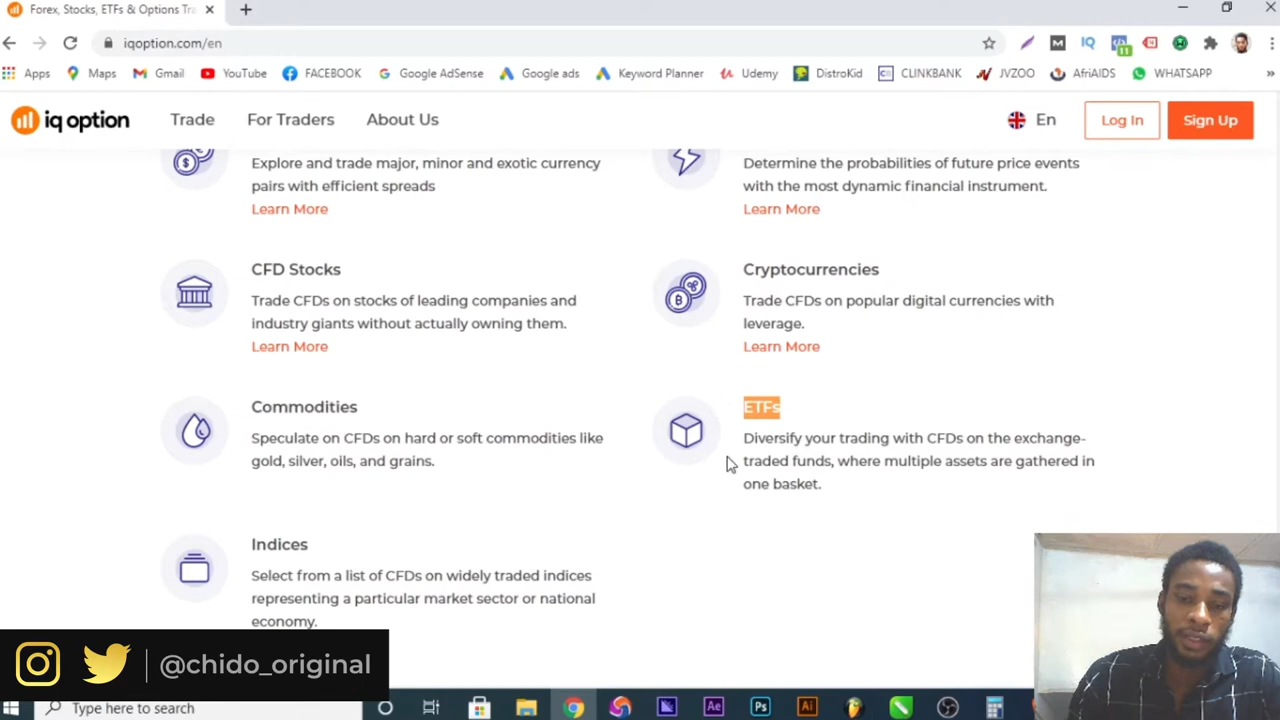 Forex, Stocks, ETFs & Options Tra
iqoption.com/en
11
Apps Maps Gmail YouTube FACEBOOK Google AdSense Google ads Keyword Planner Udemy DistroKid CLINKBANK JVZOO AfriAIDS WHATSAPP »
iq option Trade For Traders About Us En Log In Sign Up
Explore and trade major, minor and exotic currency
pairs with efficient spreads
Learn More
Determine the probabilities of future price events
with the most dynamic financial instrument.
Learn More
CFD Stocks
Trade CFDs on stocks of leading companies and
industry giants without actually owning them.
Learn More
Cryptocurrencies
Trade CFDs on popular digital currencies with
leverage.
Learn More
Commodities
Speculate on CFDs on hard or soft commodities like
gold, silver, oils, and grains.
ETFs
Diversify your trading with CFDs on the exchange-
traded funds, where multiple assets are gathered in
one basket.
Indices
Select from a list of CFDs on widely traded indices
representing a particular market sector or national
economy.
@chido_original
Type here to search
Ae
Ps
Ai